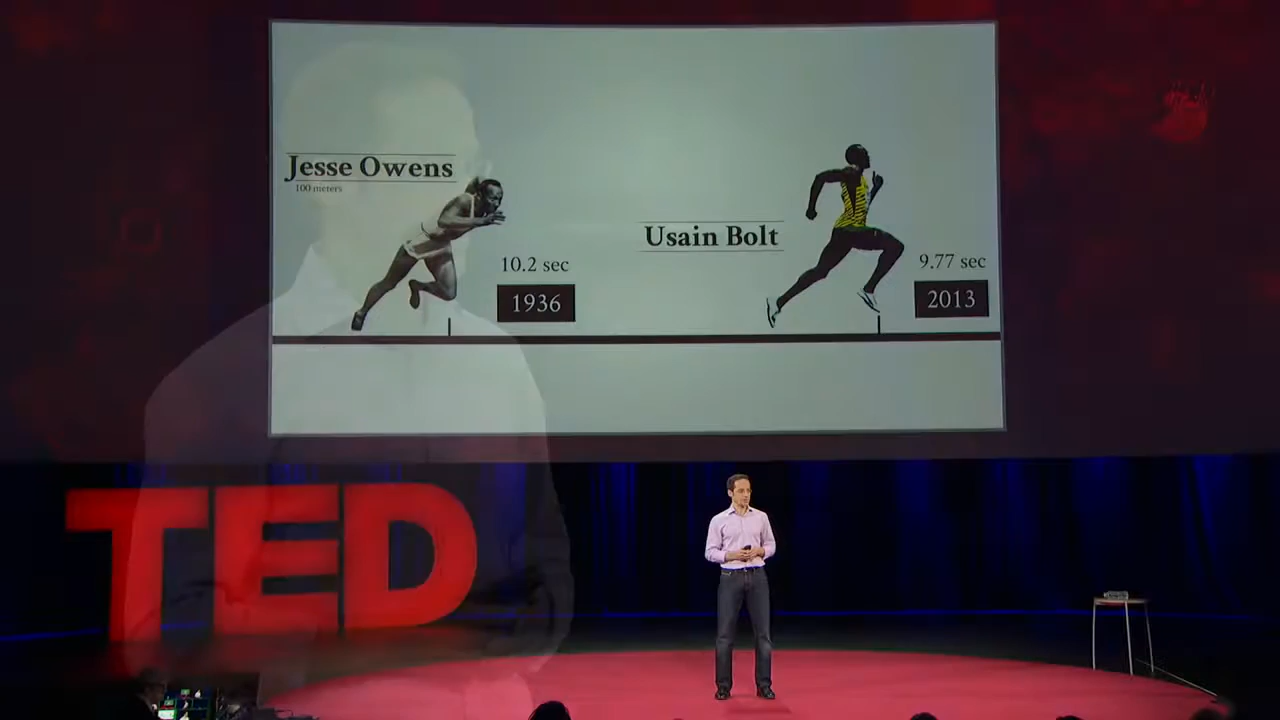 Jesse Owens
100 meters
10.2 sec
1936
Usain Bolt
9.77 sec
2013
TED